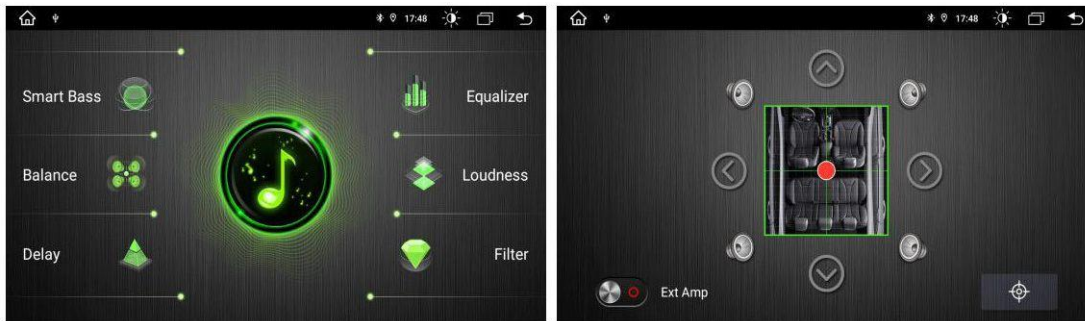 17:48
Smart Bass
Equalizer
Balance
Loudness
Delay
Filter
17:48
Ext Amp